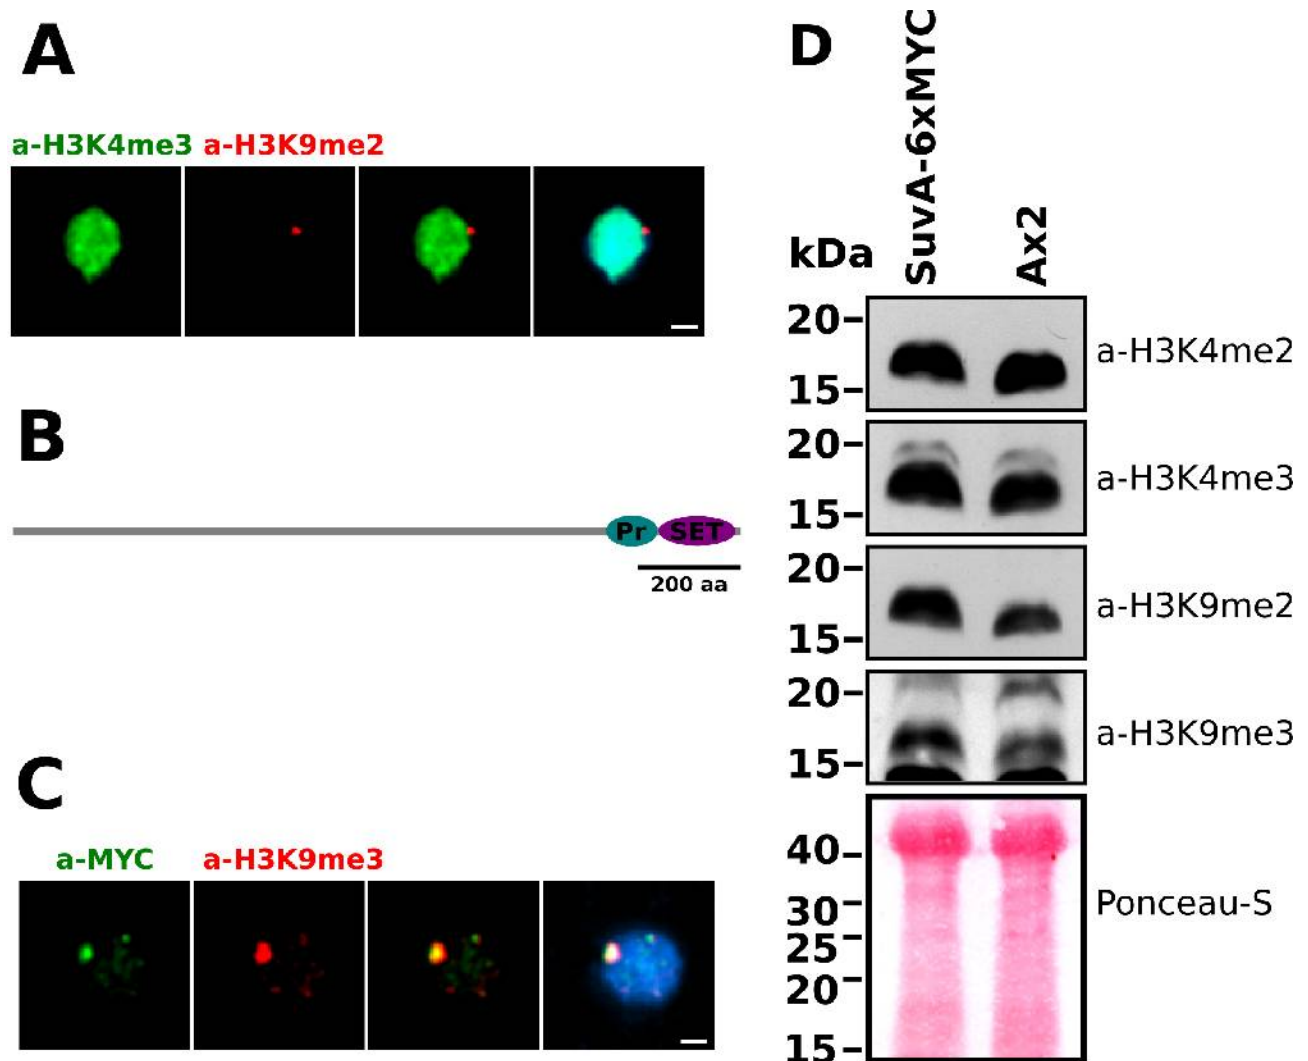 A
a-H3K4me3 a-H3K9me2
B
Pr SET
200 aa
C
a-MYC a-H3K9me3
D
SuvA-6xMYC
Ax2
kDa
20
15
a-H3K4me2
20
15
a-H3K4me3
20
15
a-H3K9me2
20
15
a-H3K9me3
40
30
25
20
15
Ponceau-S